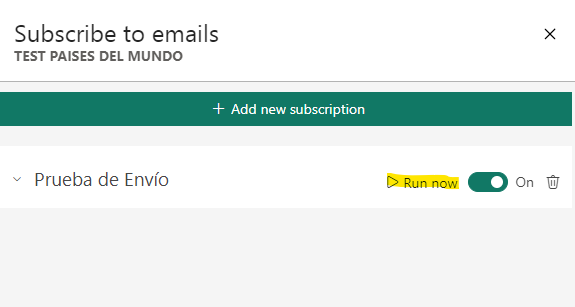 Subscribe to emails
TEST PAISES DEL MUNDO
+ Add new subscription
Prueba de Envío
Run now
On